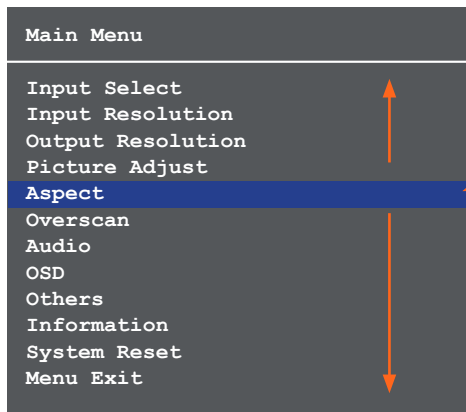 Main Menu
Input Select
Input Resolution
Output Resolution
Picture Adjust
Aspect
Overscan
Audio
OSD
Others
Information
System Reset
Menu Exit